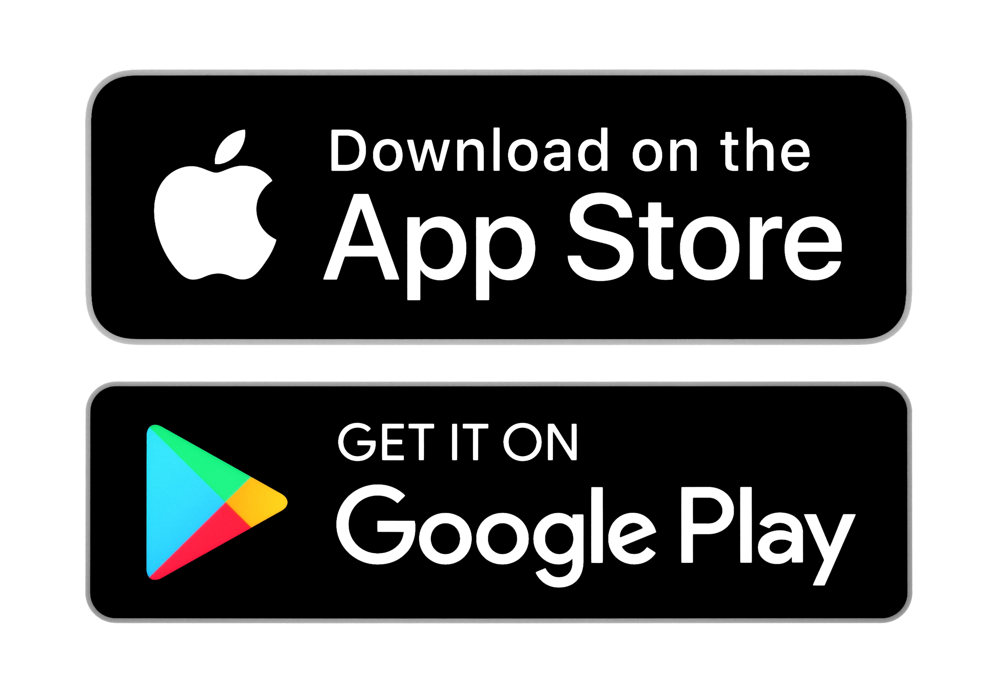 Download on the
App Store
GET IT ON
Google Play